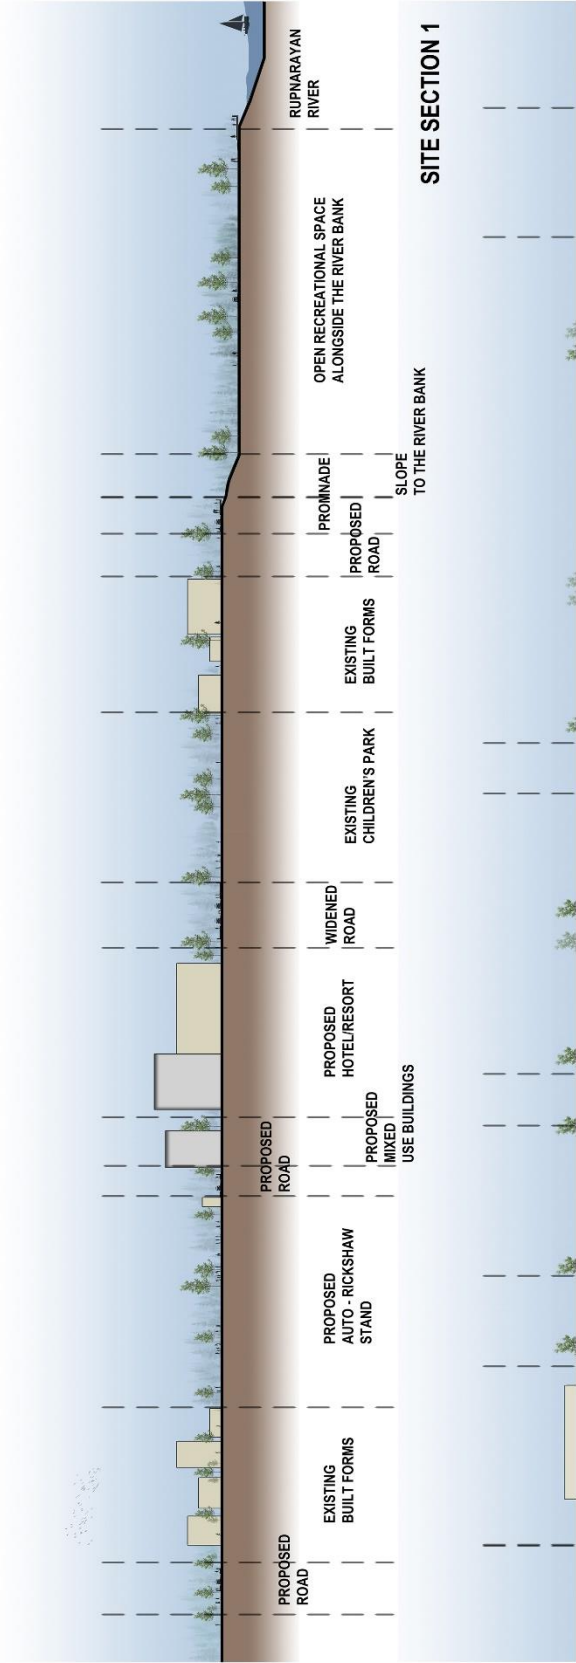 PROPOSED
ROAD
EXISTING
BUILT FORMS
PROPOSED
AUTO - RICKSHAW
STAND
PROPOSED
ROAD
PROPOSED
MIXED
USE BUILDINGS
PROPOSED
HOTEL/RESORT
WIDENED
ROAD
EXISTING
CHILDREN'S PARK
EXISTING
BUILT FORMS
PROPOSED
ROAD
PROMNADE
SLOPE
TO THE RIVER BANK
OPEN RECREATIONAL SPACE
ALONGSIDE THE RIVER BANK
RUPNARAYAN
RIVER
SITE SECTION 1